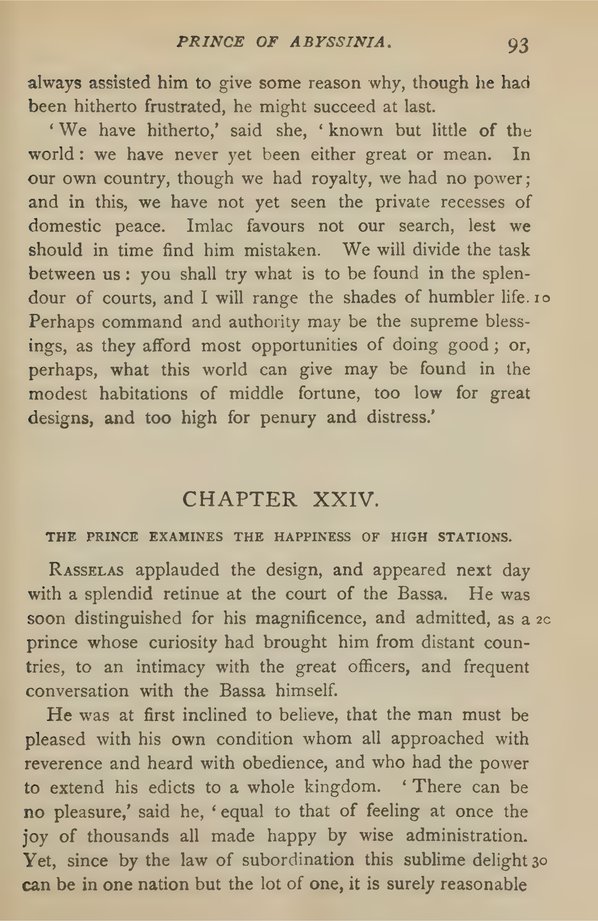 PRINCE OF ABYSSINIA. 93
always assisted him to give some reason why, though he had
been hitherto frustrated, he might succeed at last.
‘ We have hitherto,’ said she, ‘ known but little of the
world : we have never yet been either great or mean. In
our own country, though we had royalty, we had no power;
and in this, we have not yet seen the private recesses of
domestic peace. Imlac favours not our search, lest we
should in time find him mistaken. We will divide the task
between us : you shall try what is to be found in the splen-
dour of courts, and I will range the shades of humbler life. 10
Perhaps command and authority may be the supreme bless-
ings, as they afford most opportunities of doing good ; or,
perhaps, what this world can give may be found in the
modest habitations of middle fortune, too low for great
designs, and too high for penury and distress.’
CHAPTER XXIV.
THE PRINCE EXAMINES THE HAPPINESS OF HIGH STATIONS.
RASSELAS applauded the design, and appeared next day
with a splendid retinue at the court of the Bassa. He was
soon distinguished for his magnificence, and admitted, as a 20
prince whose curiosity had brought him from distant coun-
tries, to an intimacy with the great officers, and frequent
conversation with the Bassa himself.
He was at first inclined to believe, that the man must be
pleased with his own condition whom all approached with
reverence and heard with obedience, and who had the power
to extend his edicts to a whole kingdom. ‘ There can be
no pleasure,’ said he, ‘ equal to that of feeling at once the
joy of thousands all made happy by wise administration.
Yet, since by the law of subordination this sublime delight 30
can be in one nation but the lot of one, it is surely reasonable